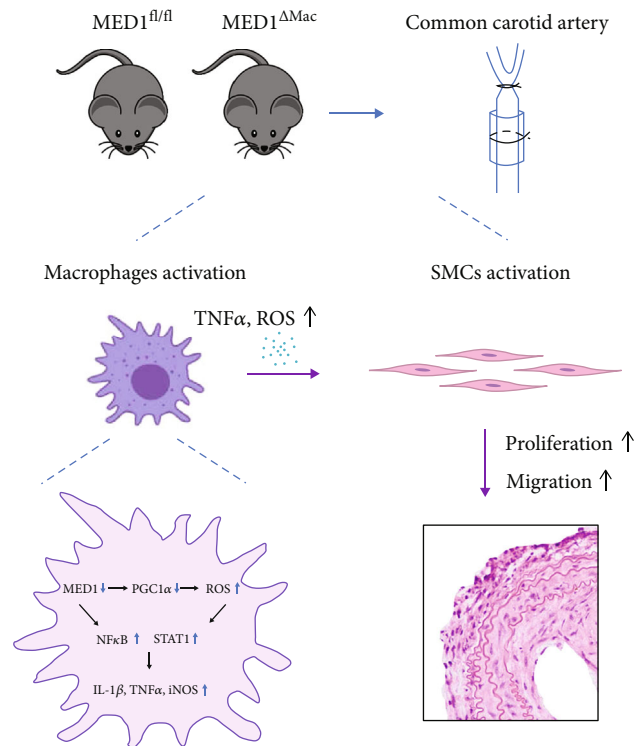 MED1fl/fl MED1ΔMac Common carotid artery
Macrophages activation SMCs activation
TNFα, ROS ↑
Proliferation ↑
Migration ↑
MED1↓ → PGC1α↓ → ROS ↑
NFκB ↑ STAT1↑
IL-1β, TNFα, iNOS ↑